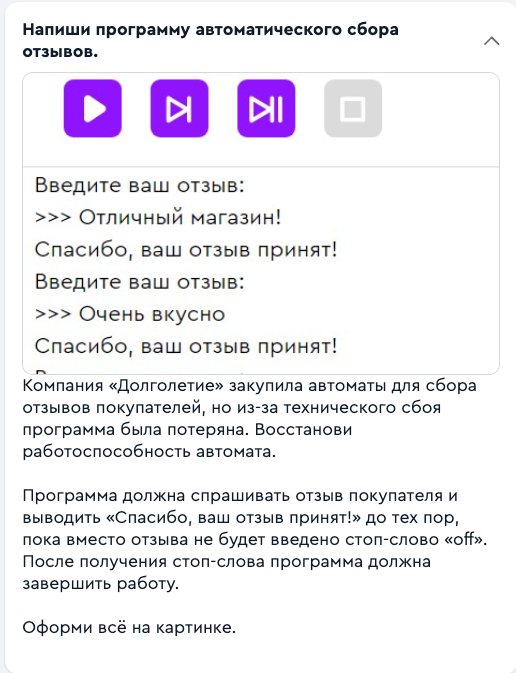 Напиши программу автоматического сбора
отзывов.
Введите ваш отзыв:
>>> Отличный магазин!
Спасибо, ваш отзыв принят!
Введите ваш отзыв:
>>> Очень вкусно
Спасибо, ваш отзыв принят!
Компания «Долголетие» закупила автоматы для сбора
отзывов покупателей, но из-за технического сбоя
программа была потеряна. Восстанови
работоспособность автомата.
Программа должна спрашивать отзыв покупателя и
выводить «Спасибо, ваш отзыв принят!» до тех пор,
пока вместо отзыва не будет введено стоп-слово «off».
После получения стоп-слова программа должна
завершить работу.
Оформи всё на картинке.